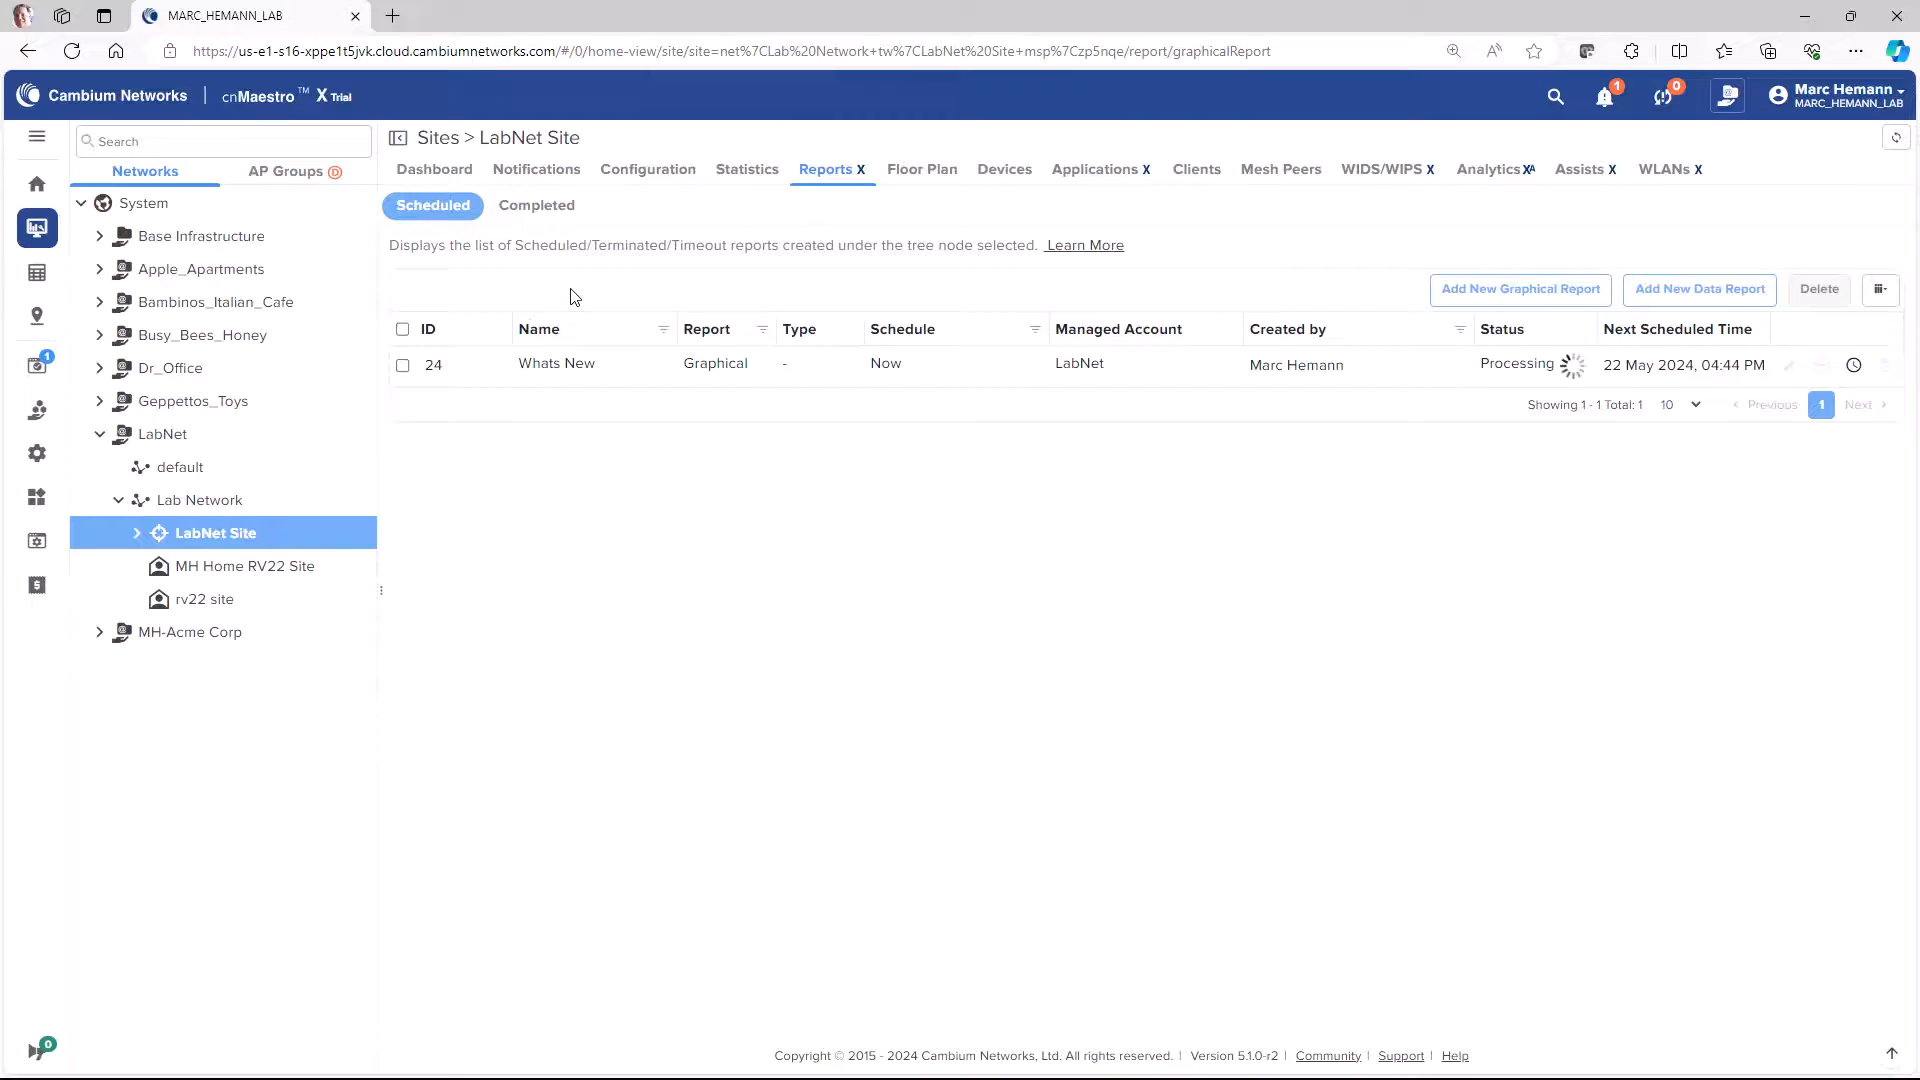 MARC_HEMANN_LAB
https://us-e1-s16-xppe1t5jvk.cloud.cambiumnetworks.com/#/0/home-view/site/site=net%7CLab%20Network+tw%7CLabNet%20Site+msp%7Czp5nqe/report/graphicalReport
Cambium Networks | cnMaestro™ X Trial
1
0
Marc Hemann
MARC_HEMANN_LAB
Search
Sites > LabNet Site
Networks
AP Groups D
Dashboard Notifications Configuration Statistics Reports X Floor Plan Devices Applications X Clients Mesh Peers WIDS/WIPS X Analytics XA Assists X WLANs X
System
Base Infrastructure
Apple_Apartments
Bambinos_Italian_Cafe
Busy_Bees_Honey
Dr_Office
Geppettos_Toys
LabNet
default
Lab Network
LabNet Site
MH Home RV22 Site
rv22 site
MH-Acme Corp
1
0
Scheduled Completed
Displays the list of Scheduled/Terminated/Timeout reports created under the tree node selected. Learn More
Add New Graphical Report Add New Data Report Delete
ID Name Report Type Schedule Managed Account Created by Status Next Scheduled Time
24 Whats New Graphical - Now LabNet Marc Hemann Processing 22 May 2024, 04:44 PM
Showing 1 - 1 Total: 1 10 < Previous 1 Next >
Copyright © 2015 - 2024 Cambium Networks, Ltd. All rights reserved. | Version 5.1.0-r2 | Community | Support | Help